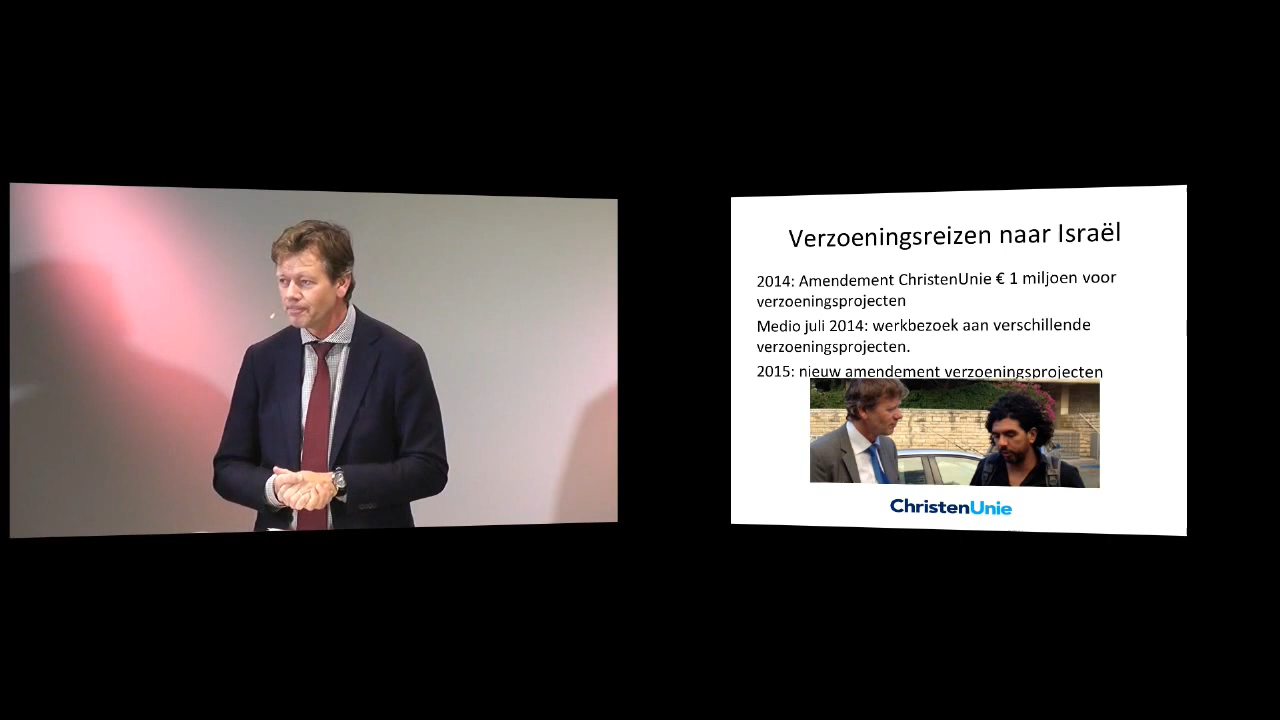 Verzoeningsreizen naar Israël
2014: Amendement ChristenUnie € 1 miljoen voor
verzoeningsprojecten
Medio juli 2014: werkbezoek aan verschillende
verzoeningsprojecten.
2015: nieuw amendement verzoeningsprojecten
ChristenUnie